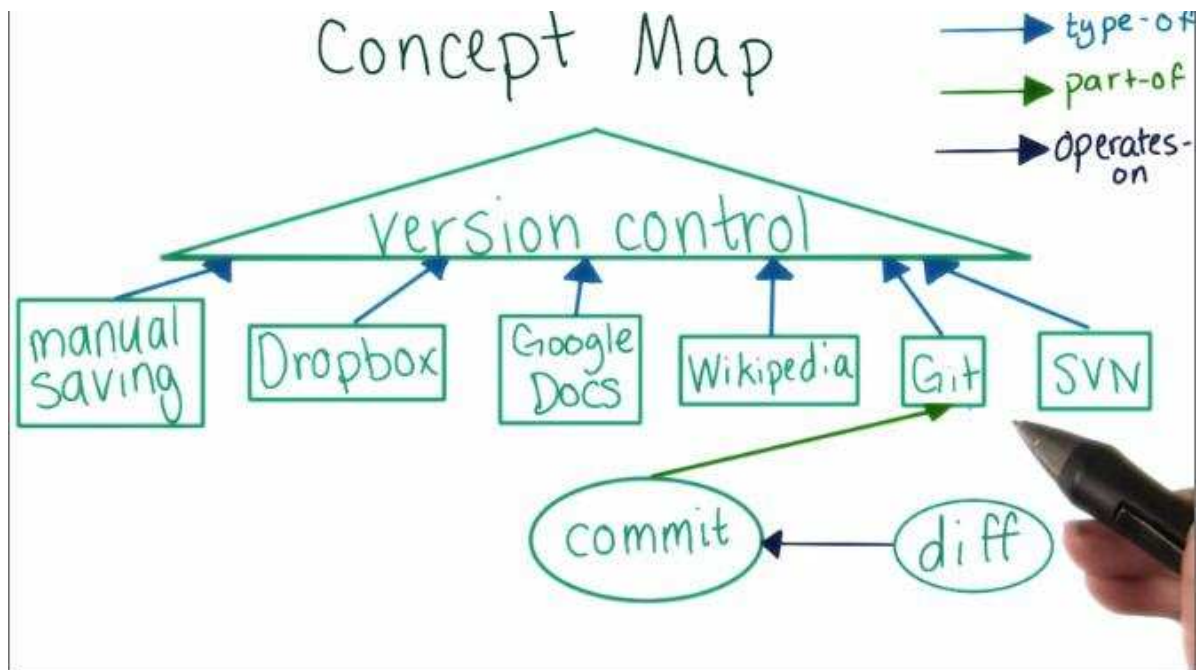 Concept Map
type-of
part-of
operates-
on
version control
manual
saving
Dropbox
Google
Docs
Wikipedia
Git
SVN
commit
diff